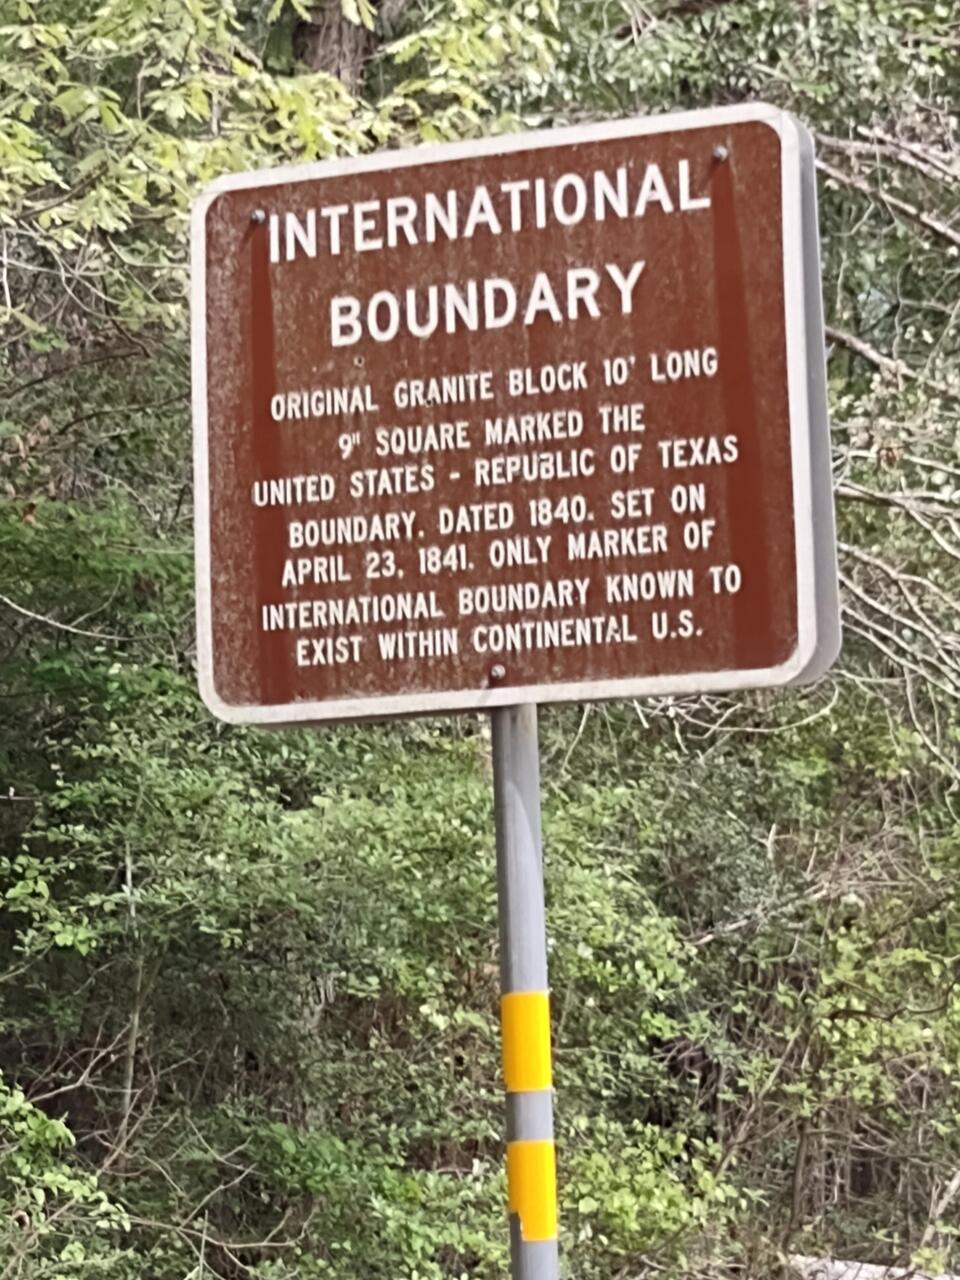 INTERNATIONAL
BOUNDARY
ORIGINAL GRANITE BLOCK 10' LONG
9" SQUARE MARKED THE
UNITED STATES - REPUBLIC OF TEXAS
BOUNDARY. DATED 1840. SET ON
APRIL 23, 1841. ONLY MARKER OF
INTERNATIONAL BOUNDARY KNOWN TO
EXIST WITHIN CONTINENTAL U.S.